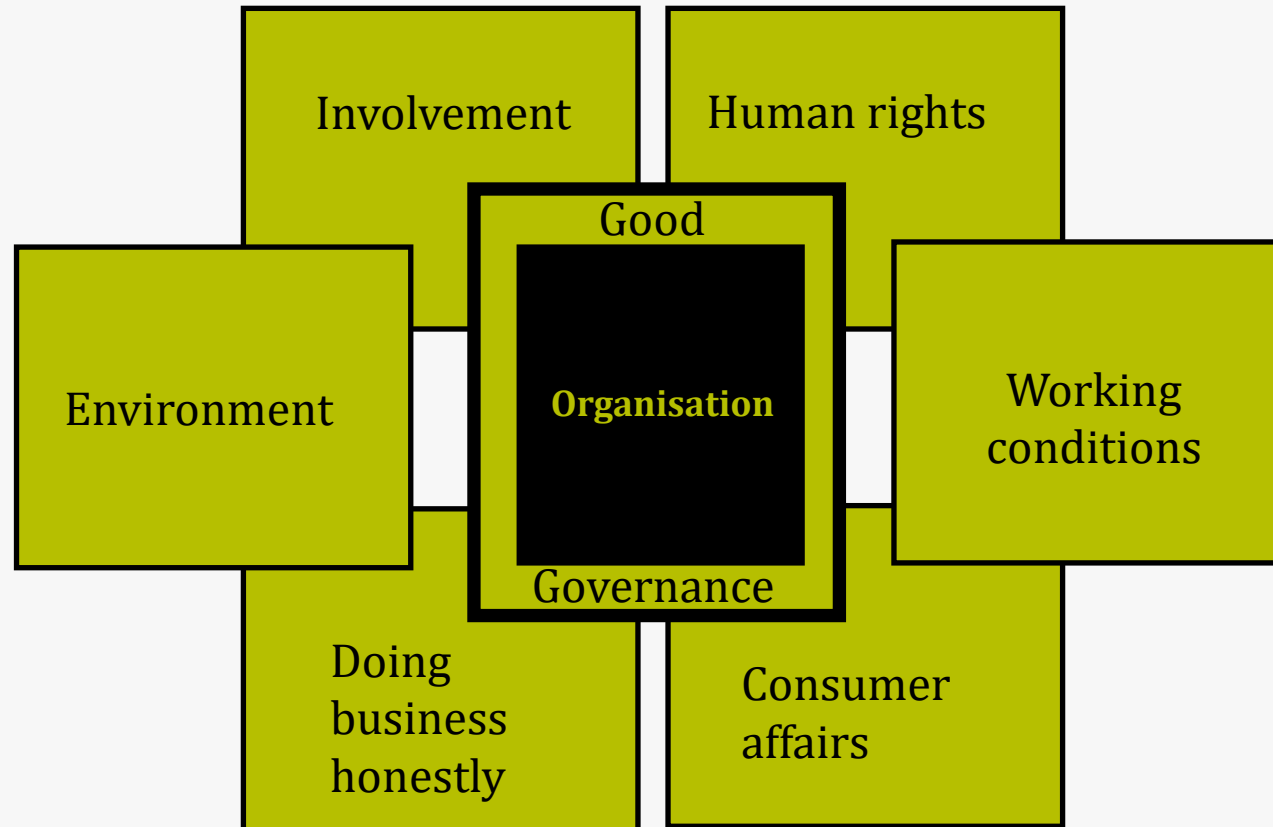 Involvement
Human rights
Good
Environment
Organisation
Working
conditions
Governance
Doing
business
honestly
Consumer
affairs